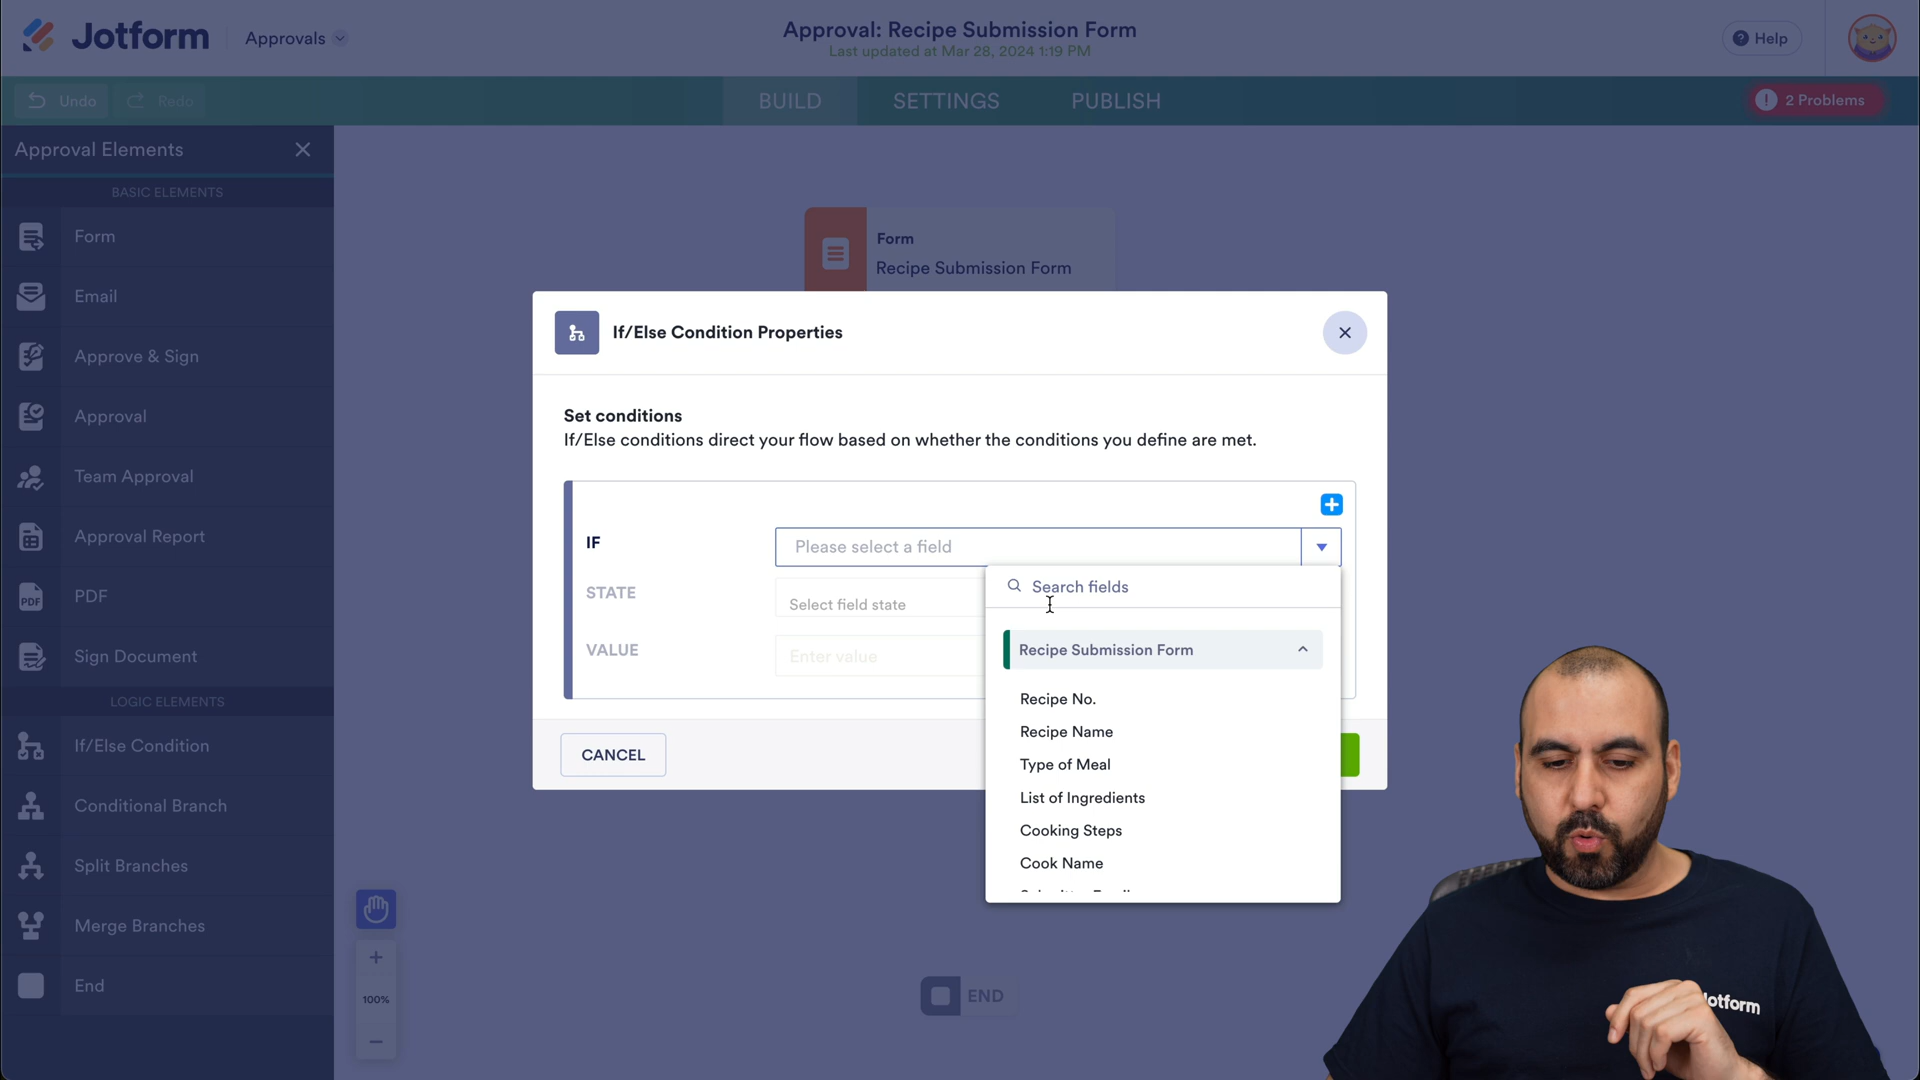 Jotform
Approvals
Approval: Recipe Submission Form
Last updated at Mar 28, 2024 1:19 PM
Help
Undo
Redo
BUILD
SETTINGS
PUBLISH
2 Problems
Approval Elements
BASIC ELEMENTS
Form
Email
Approve & Sign
Approval
Team Approval
Approval Report
PDF
PDF
Sign Document
LOGIC ELEMENTS
If/Else Condition
Conditional Branch
Split Branches
Merge Branches
End
Form
Recipe Submission Form
If/Else Condition Properties
Set conditions
If/Else conditions direct your flow based on whether the conditions you define are met.
IF
Please select a field
STATE
Select field state
VALUE
Enter value
CANCEL
Search fields
Recipe Submission Form
Recipe No.
Recipe Name
Type of Meal
List of Ingredients
Cooking Steps
Cook Name
100%
END
Jotform